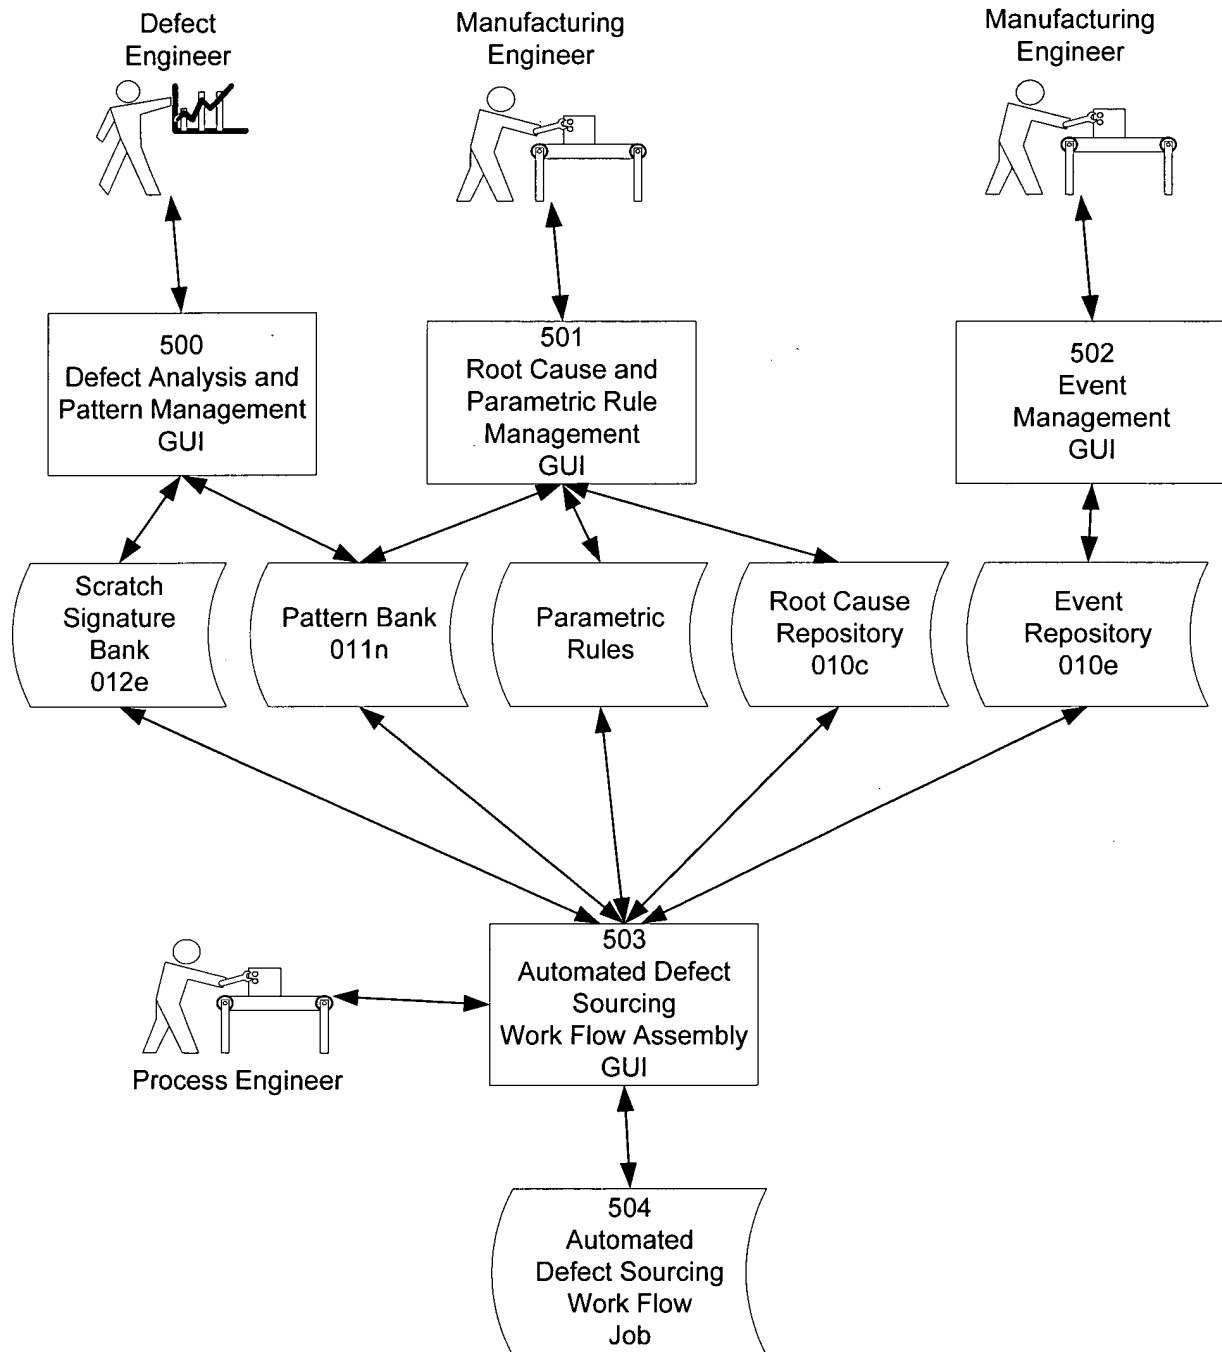 Defect
Engineer
Manufacturing
Engineer
Manufacturing
Engineer
500
Defect Analysis and
Pattern Management
GUI
501
Root Cause and
Parametric Rule
Management
GUI
502
Event
Management
GUI
Scratch
Signature
Bank
012e
Pattern Bank
011n
Parametric
Rules
Root Cause
Repository
010c
Event
Repository
010e
503
Automated Defect
Sourcing
Work Flow Assembly
GUI
Process Engineer
504
Automated
Defect Sourcing
Work Flow
Job